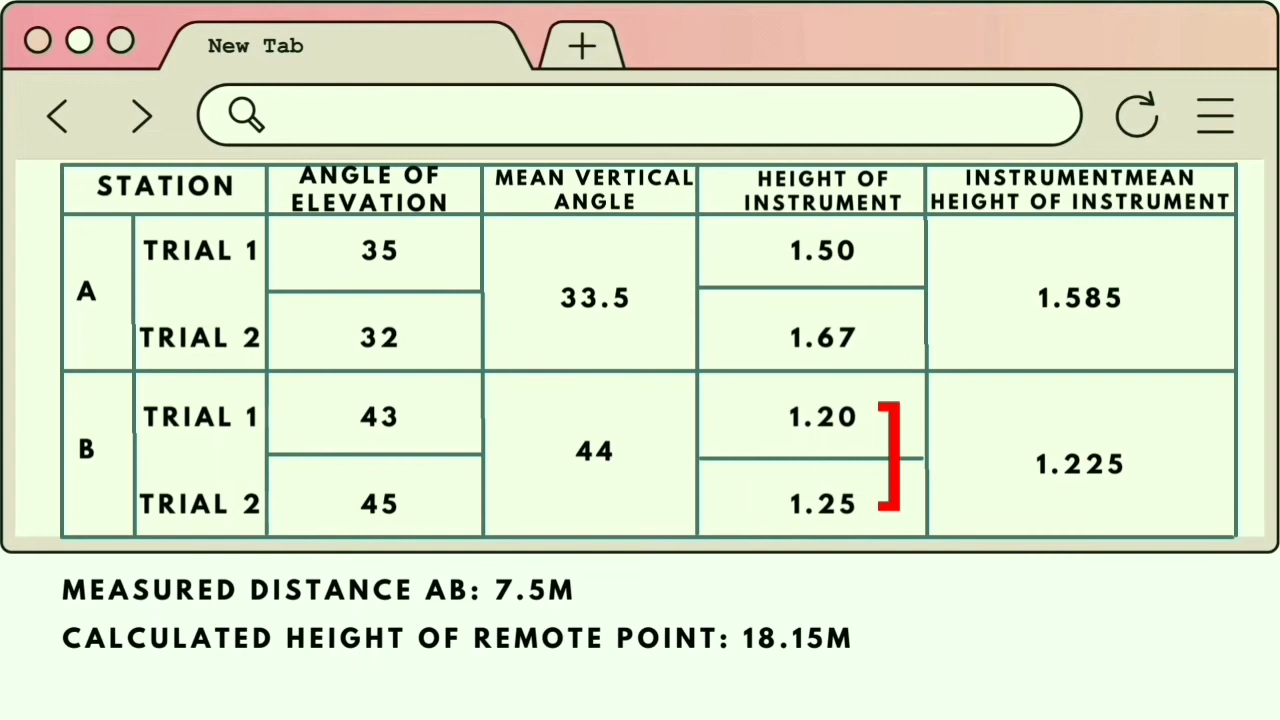 New Tab
STATION
ANGLE OF
ELEVATION
MEAN VERTICAL
ANGLE
HEIGHT OF
INSTRUMENT
INSTRUMENTMEAN
HEIGHT OF INSTRUMENT
A
TRIAL 1
35
33.5
1.50
1.585
TRIAL 2
32
1.67
B
TRIAL 1
43
44
1.20
1.225
TRIAL 2
45
1.25
MEASURED DISTANCE AB: 7.5M
CALCULATED HEIGHT OF REMOTE POINT: 18.15M